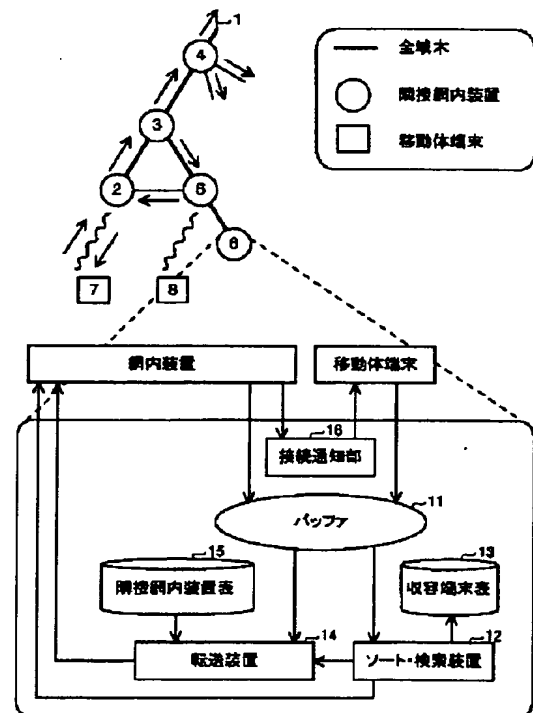 1
4
全域木
3
隣接網内装置
2
5
移動体端末
6
7
8
網内装置
移動体端末
16
接続通知部
11
バッファ
15
13
隣接網内装置表
収容端末表
14
12
転送装置
ソート・検索装置